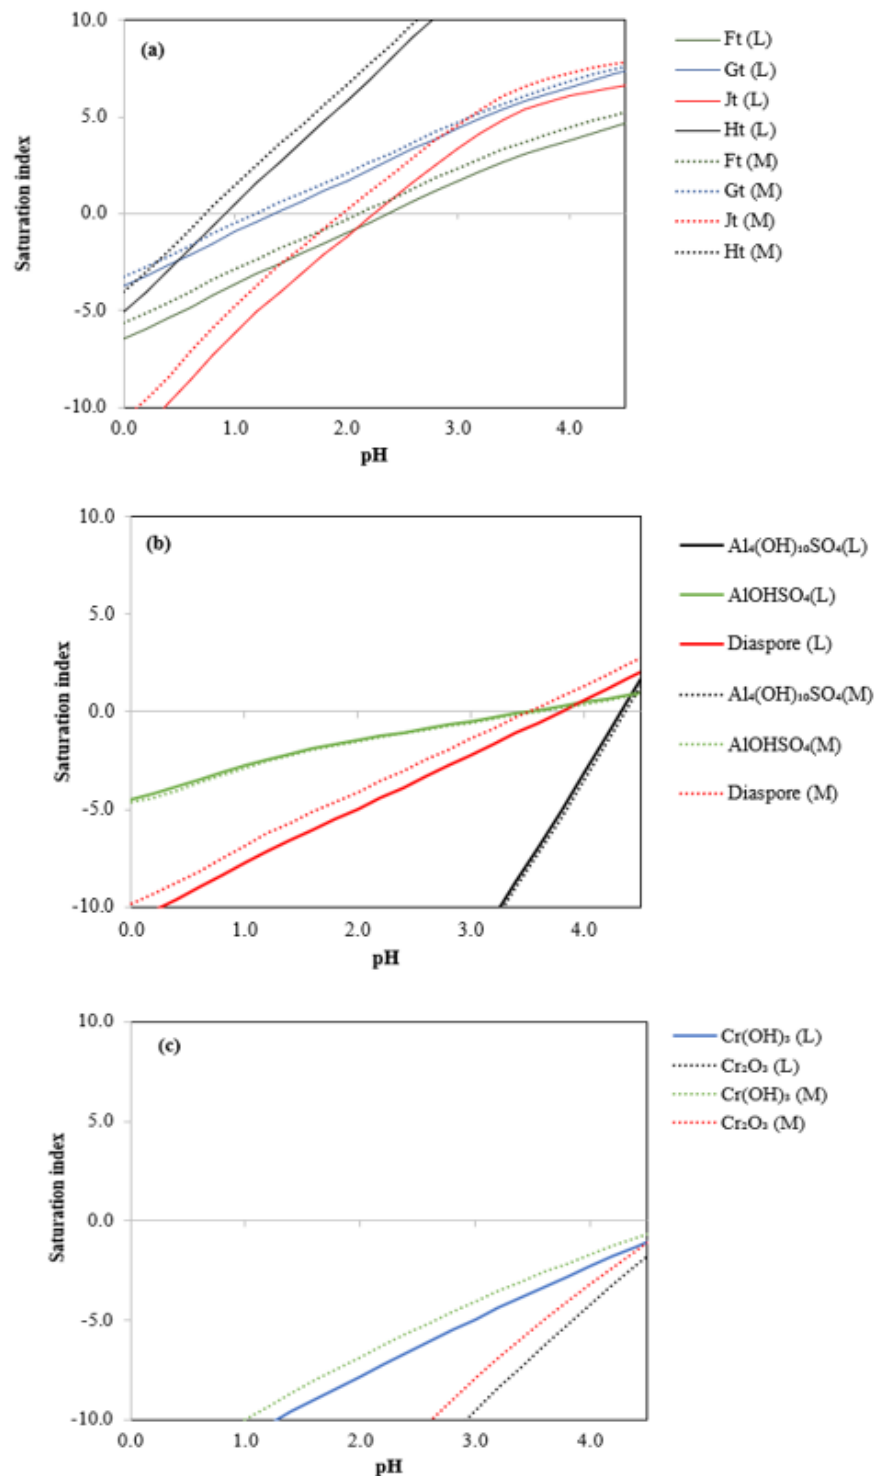 10.0
(a)
5.0
0.0
-5.0
-10.0
Saturation index
0.0 1.0 2.0 3.0 4.0
pH
Ft (L)
Gt (L)
Jt (L)
Ht (L)
Ft (M)
Gt (M)
Jt (M)
Ht (M)
10.0
(b)
5.0
0.0
-5.0
-10.0
Saturation index
0.0 1.0 2.0 3.0 4.0
pH
Al₄(OH)₁₀SO₄(L)
AlOHSO₄(L)
Diaspore (L)
Al₄(OH)₁₀SO₄(M)
AlOHSO₄(M)
Diaspore (M)
10.0
(c)
5.0
0.0
-5.0
-10.0
Saturation index
0.0 1.0 2.0 3.0 4.0
pH
Cr(OH)₃ (L)
Cr₂O₃ (L)
Cr(OH)₃ (M)
Cr₂O₃ (M)